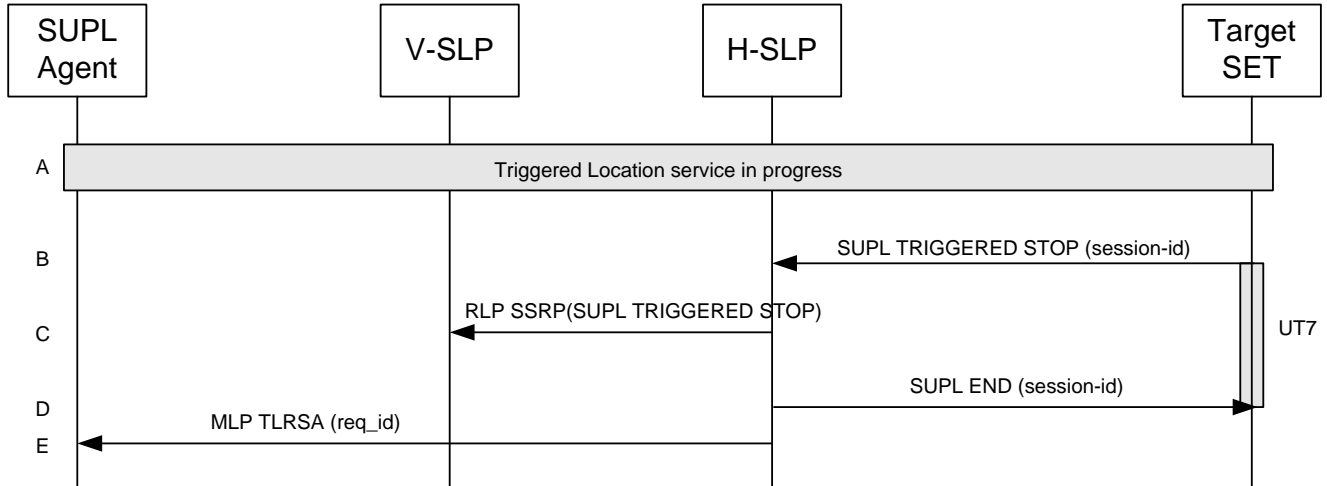 SUPL
Agent
V-SLP
H-SLP
Target
SET
A
Triggered Location service in progress
B
SUPL TRIGGERED STOP (session-id)
C
RLP SSRP(SUPL TRIGGERED STOP)
UT7
SUPL END (session-id)
D
MLP TLRSA (req_id)
E